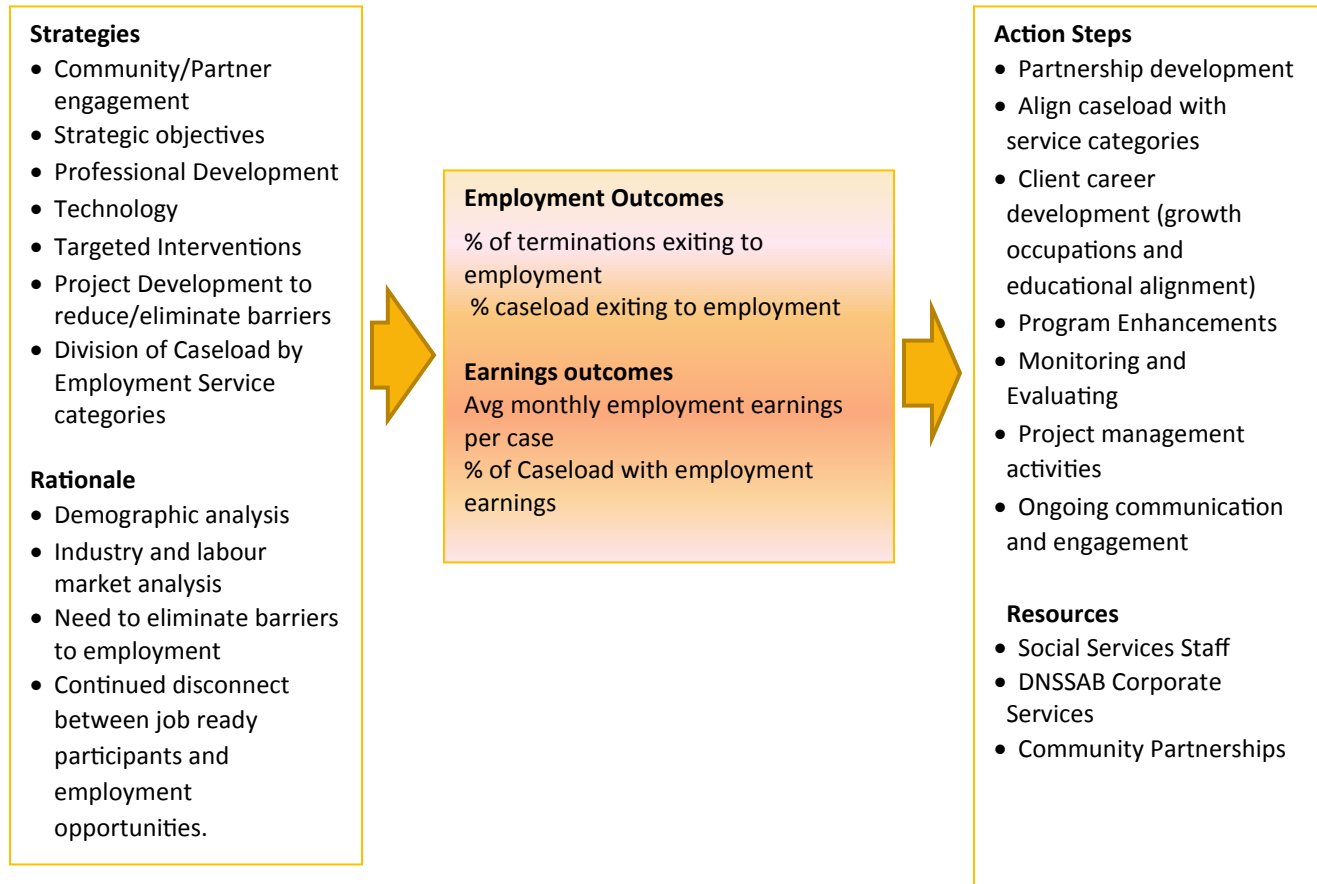 Strategies
• Community/Partner
engagement
• Strategic objectives
• Professional Development
• Technology
• Targeted Interventions
• Project Development to
reduce/eliminate barriers
• Division of Caseload by
Employment Service
categories
Rationale
• Demographic analysis
• Industry and labour
market analysis
• Need to eliminate barriers
to employment
• Continued disconnect
between job ready
participants and
employment
opportunities.
Employment Outcomes
% of terminations exiting to
employment
% caseload exiting to employment
Earnings outcomes
Avg monthly employment earnings
per case
% of Caseload with employment
earnings
Action Steps
• Partnership development
• Align caseload with
service categories
• Client career
development (growth
occupations and
educational alignment)
• Program Enhancements
• Monitoring and
Evaluating
• Project management
activities
• Ongoing communication
and engagement
Resources
• Social Services Staff
• DNSSAB Corporate
Services
• Community Partnerships